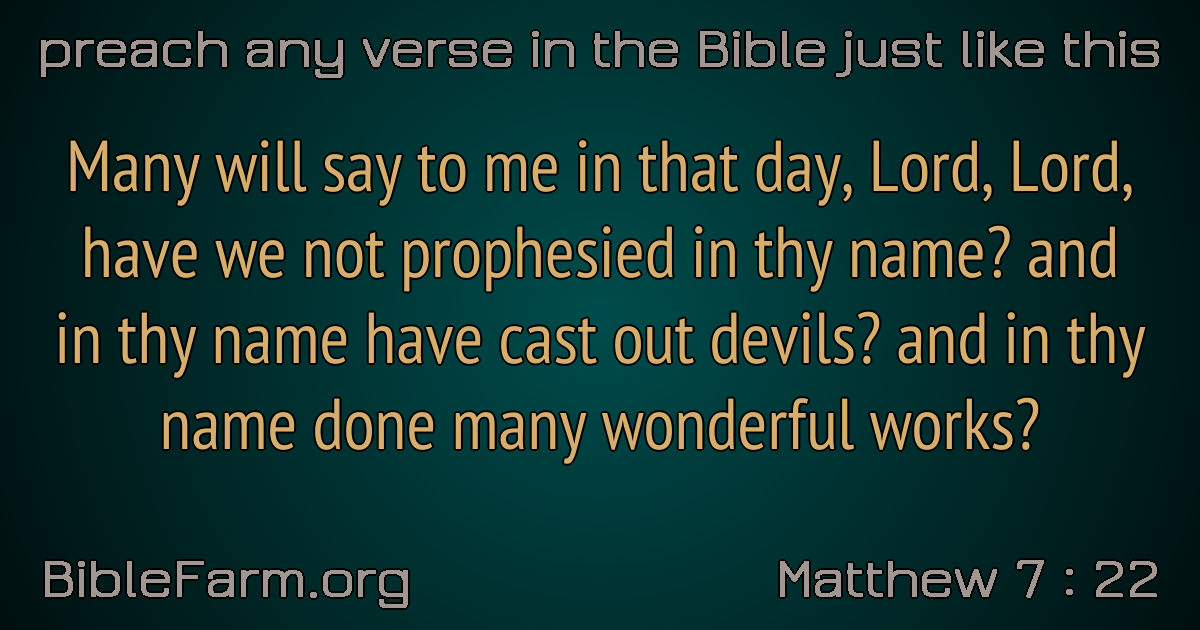 preach any verse in the Bible just like this
Many will say to me in that day, Lord, Lord,
have we not prophesied in thy name? and
in thy name have cast out devils? and in thy
name done many wonderful works?
BibleFarm.org
Matthew 7 : 22